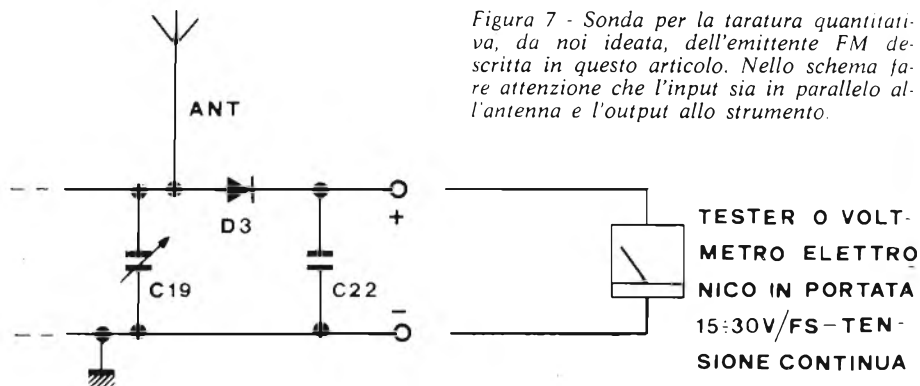 Figura 7 - Sonda per la taratura quantitati-
va, da noi ideata, dell'emittente FM de-
scritta in questo articolo. Nello schema fa-
re attenzione che l'input sia in parallelo al-
l'antenna e l'output allo strumento.
ANT
D3
+
C19
C22
-
TESTER O VOLT-
METRO ELETTRO
NICO IN PORTATA
15÷30V/FS-TEN-
SIONE CONTINUA